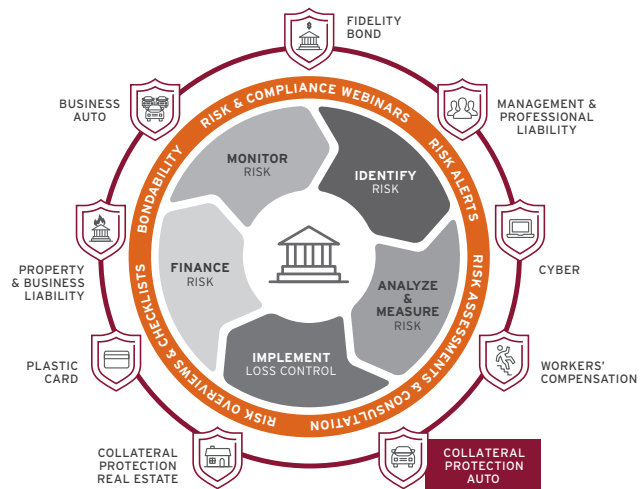 FIDELITY
BOND
MANAGEMENT &
PROFESSIONAL
LIABILITY
CYBER
WORKERS'
COMPENSATION
COLLATERAL
PROTECTION
AUTO
COLLATERAL
PROTECTION
REAL ESTATE
PLASTIC
CARD
PROPERTY
& BUSINESS
LIABILITY
BUSINESS
AUTO
$
RISK & COMPLIANCE WEBINARS
RISK ALERTS
RISK ASSESSMENTS & CONSULTATION
RISK OVERVIEWS & CHECKLISTS
BONDABILITY
IDENTIFY
RISK
ANALYZE
& MEASURE
RISK
IMPLEMENT
LOSS CONTROL
FINANCE
RISK
MONITOR
RISK